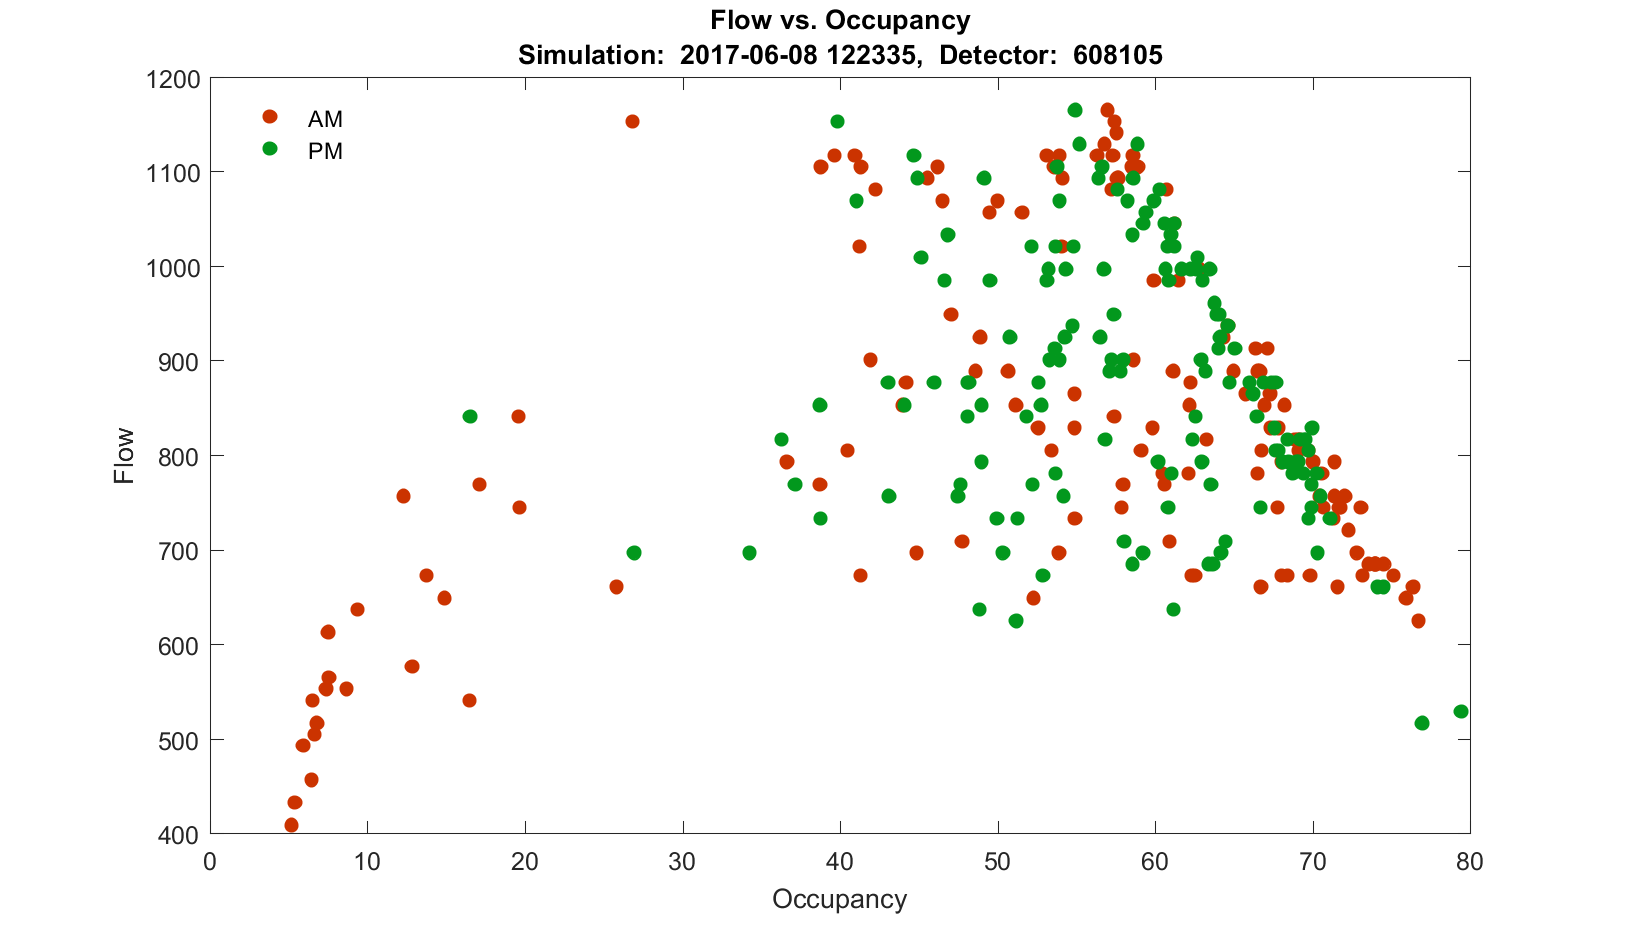 Flow vs. Occupancy
Simulation:  2017-06-08 122335,  Detector:  608105
1200
1100
1000
900
800
700
600
500
400
Flow
AM
PM
0 10 20 30 40 50 60 70 80
Occupancy